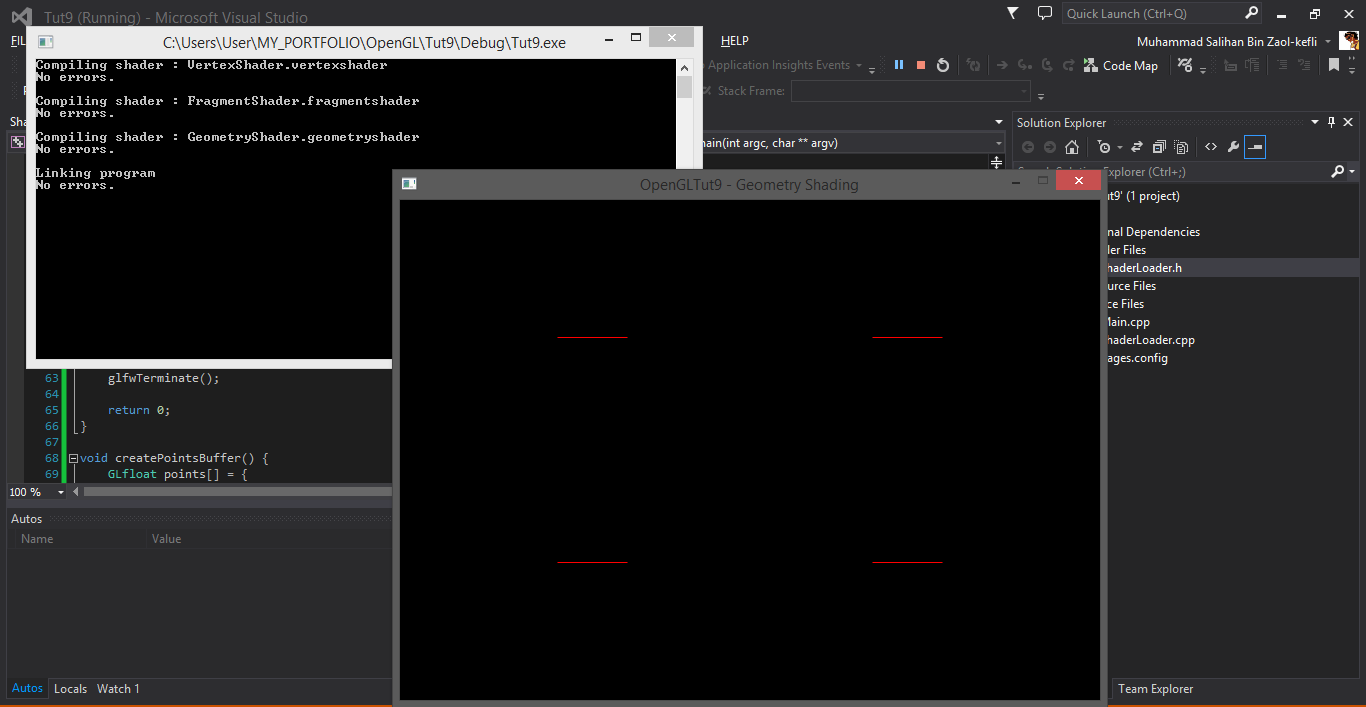 Tut9 (Running) - Microsoft Visual Studio
Quick Launch (Ctrl+Q)
C:\Users\User\MY_PORTFOLIO\OpenGL\Tut9\Debug\Tut9.exe
HELP
Muhammad Salihan Bin Zaol-kefli
Compiling shader : VertexShader.vertexshader
No errors.
Compiling shader : FragmentShader.fragmentshader
No errors.
Compiling shader : GeometryShader.geometryshader
No errors.
Linking program
No errors.
Application Insights Events
Code Map
Stack Frame:
main(int argc, char ** argv)
Solution Explorer
Explorer (Ctrl+;)
OpenGLTut9 - Geometry Shading
ut9' (1 project)
nal Dependencies
er Files
haderLoader.h
urce Files
ce Files
Main.cpp
haderLoader.cpp
ages.config
63 glfwTerminate();
64
65 return 0;
66 }
67
68 void createPointsBuffer() {
69 GLfloat points[] = {
100 %
Autos
Name Value
Autos Locals Watch 1
Team Explorer